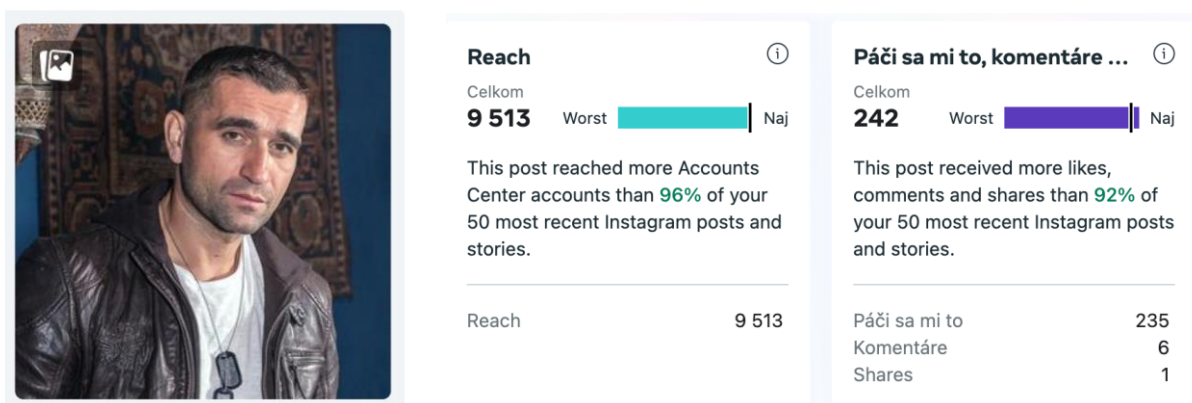 Reach
Celkom
9 513
Worst
Naj
This post reached more Accounts
Center accounts than 96% of your
50 most recent Instagram posts and
stories.
Reach 9 513
Páči sa mi to, komentáre ...
Celkom
242
Worst
Naj
This post received more likes,
comments and shares than 92% of
your 50 most recent Instagram posts
and stories.
Páči sa mi to 235
Komentáre 6
Shares 1